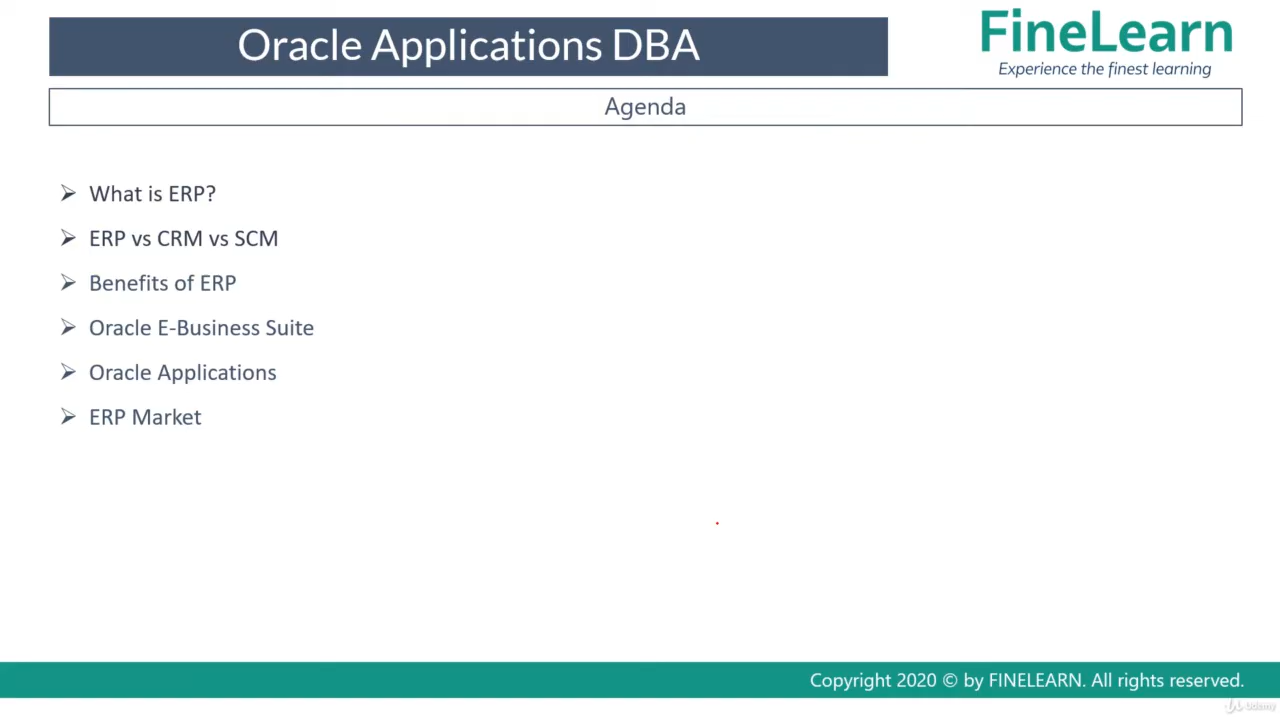 Oracle Applications DBA
FineLearn
Experience the finest learning
Agenda
What is ERP?
ERP vs CRM vs SCM
Benefits of ERP
Oracle E-Business Suite
Oracle Applications
ERP Market
Copyright 2020 © by FINELEARN. All rights reserved.
Udemy